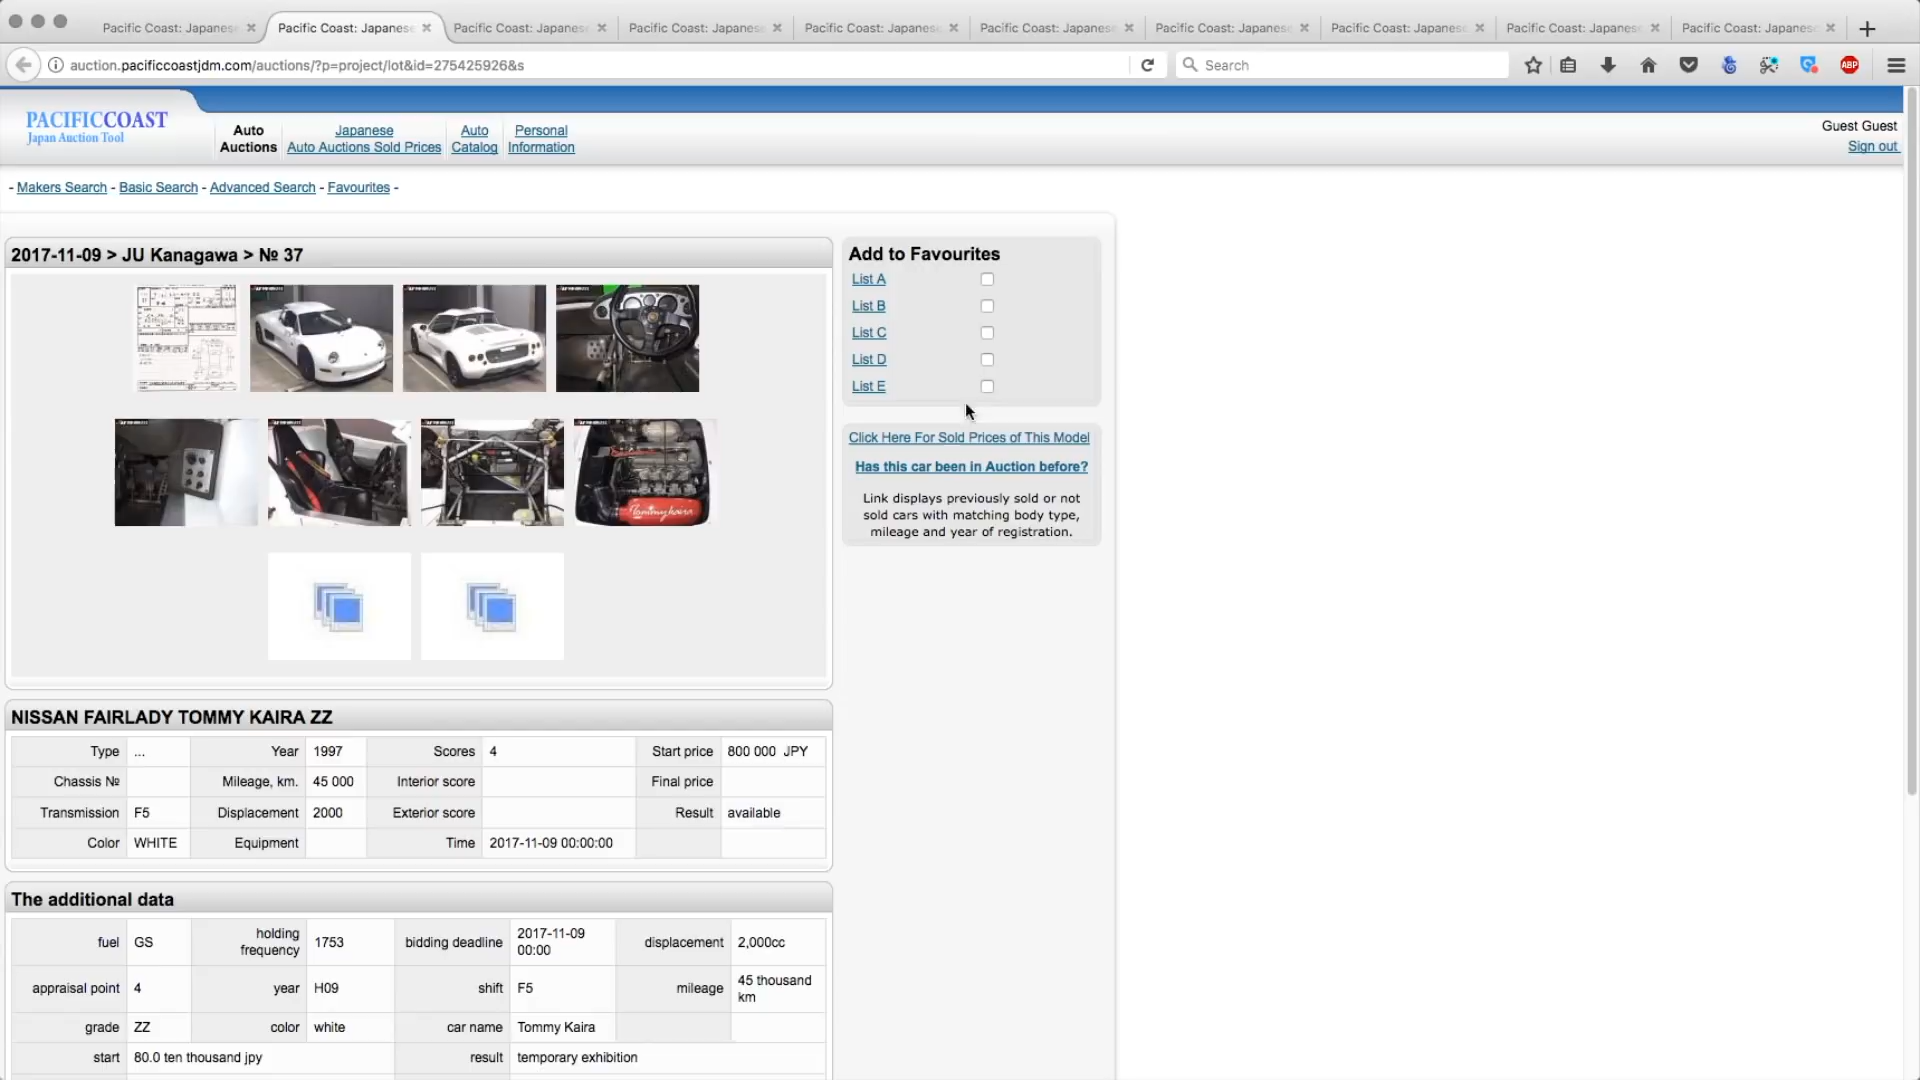 Pacific Coast: Japanese
Pacific Coast: Japanese
Pacific Coast: Japanese
Pacific Coast: Japanese
Pacific Coast: Japanese
Pacific Coast: Japanese
Pacific Coast: Japanese
Pacific Coast: Japanese
Pacific Coast: Japanese
Pacific Coast: Japanese
auction.pacificcoastjdm.com/auctions/?p=project/lot&id=275425926&s
Search
ABP
PACIFICCOAST
Japan Auction Tool
Auto Auctions
Japanese Auto Auctions Sold Prices
Auto Catalog
Personal Information
Guest Guest
Sign out
- Makers Search - Basic Search - Advanced Search - Favourites -
2017-11-09 > JU Kanagawa > № 37
Add to Favourites
List A
List B
List C
List D
List E
Click Here For Sold Prices of This Model
Has this car been in Auction before?
Link displays previously sold or not
sold cars with matching body type,
mileage and year of registration.
Tommykaira
NISSAN FAIRLADY TOMMY KAIRA ZZ
Type ... Year 1997 Scores 4 Start price 800 000 JPY
Chassis № Mileage, km. 45 000 Interior score Final price
Transmission F5 Displacement 2000 Exterior score Result available
Color WHITE Equipment Time 2017-11-09 00:00:00
The additional data
fuel GS holding frequency 1753 bidding deadline 2017-11-09 00:00 displacement 2,000cc
appraisal point 4 year H09 shift F5 mileage 45 thousand km
grade ZZ color white car name Tommy Kaira
start 80.0 ten thousand jpy result temporary exhibition